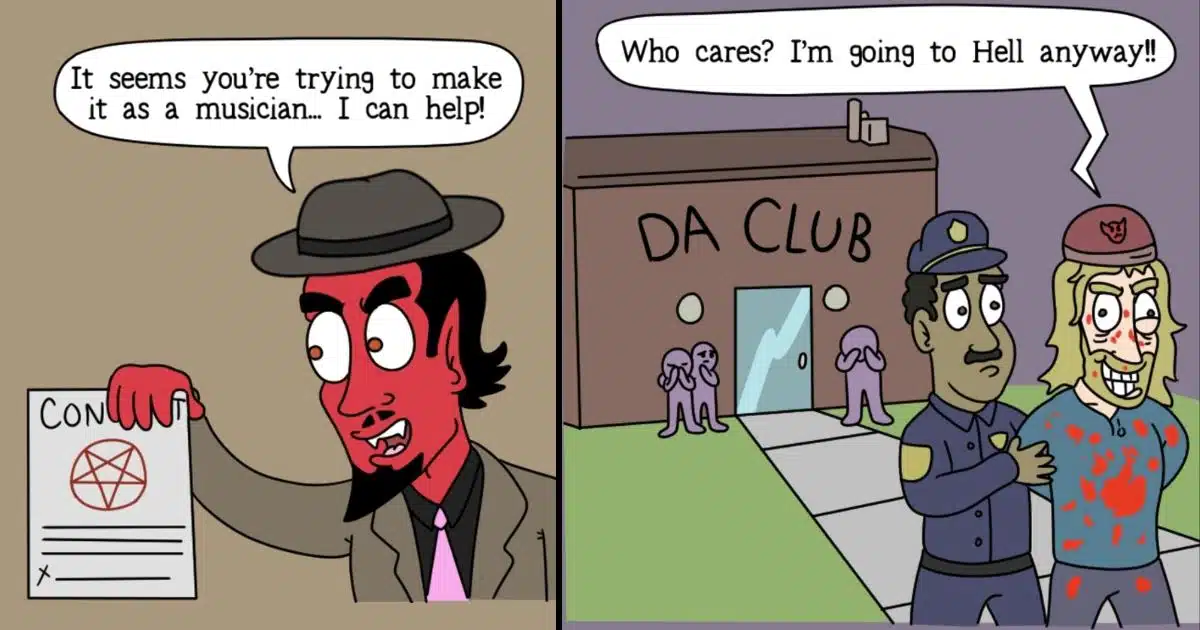 It seems you're trying to make
it as a musician... I can help!
CON T
x
Who cares? I'm going to Hell anyway!!
DA CLUB